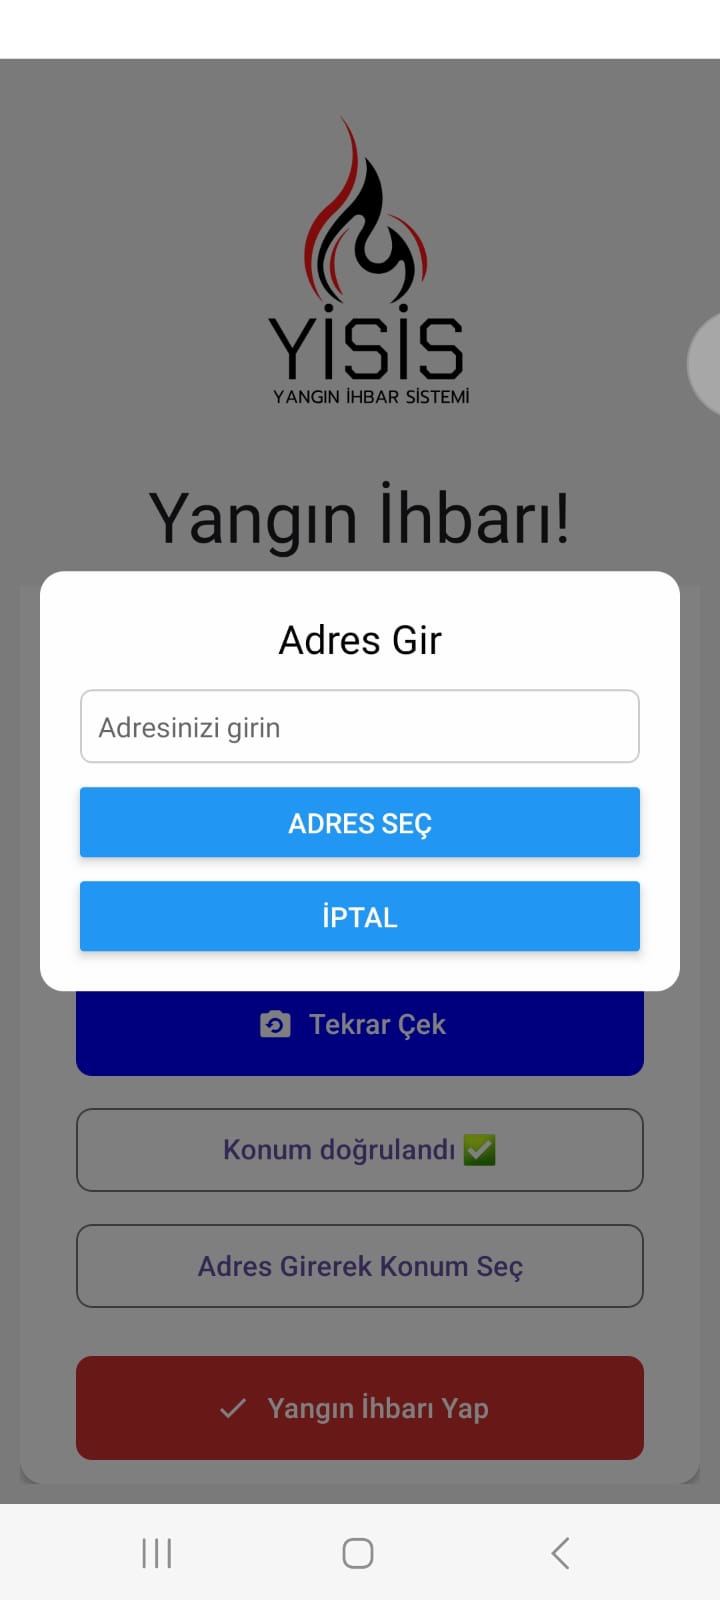 YİSİS
YANGIN İHBAR SİSTEMİ
Yangın İhbarı!
Adres Gir
Adresinizi girin
ADRES SEÇ
İPTAL
Tekrar Çek
Konum doğrulandı ✅
Adres Girerek Konum Seç
Yangın İhbarı Yap